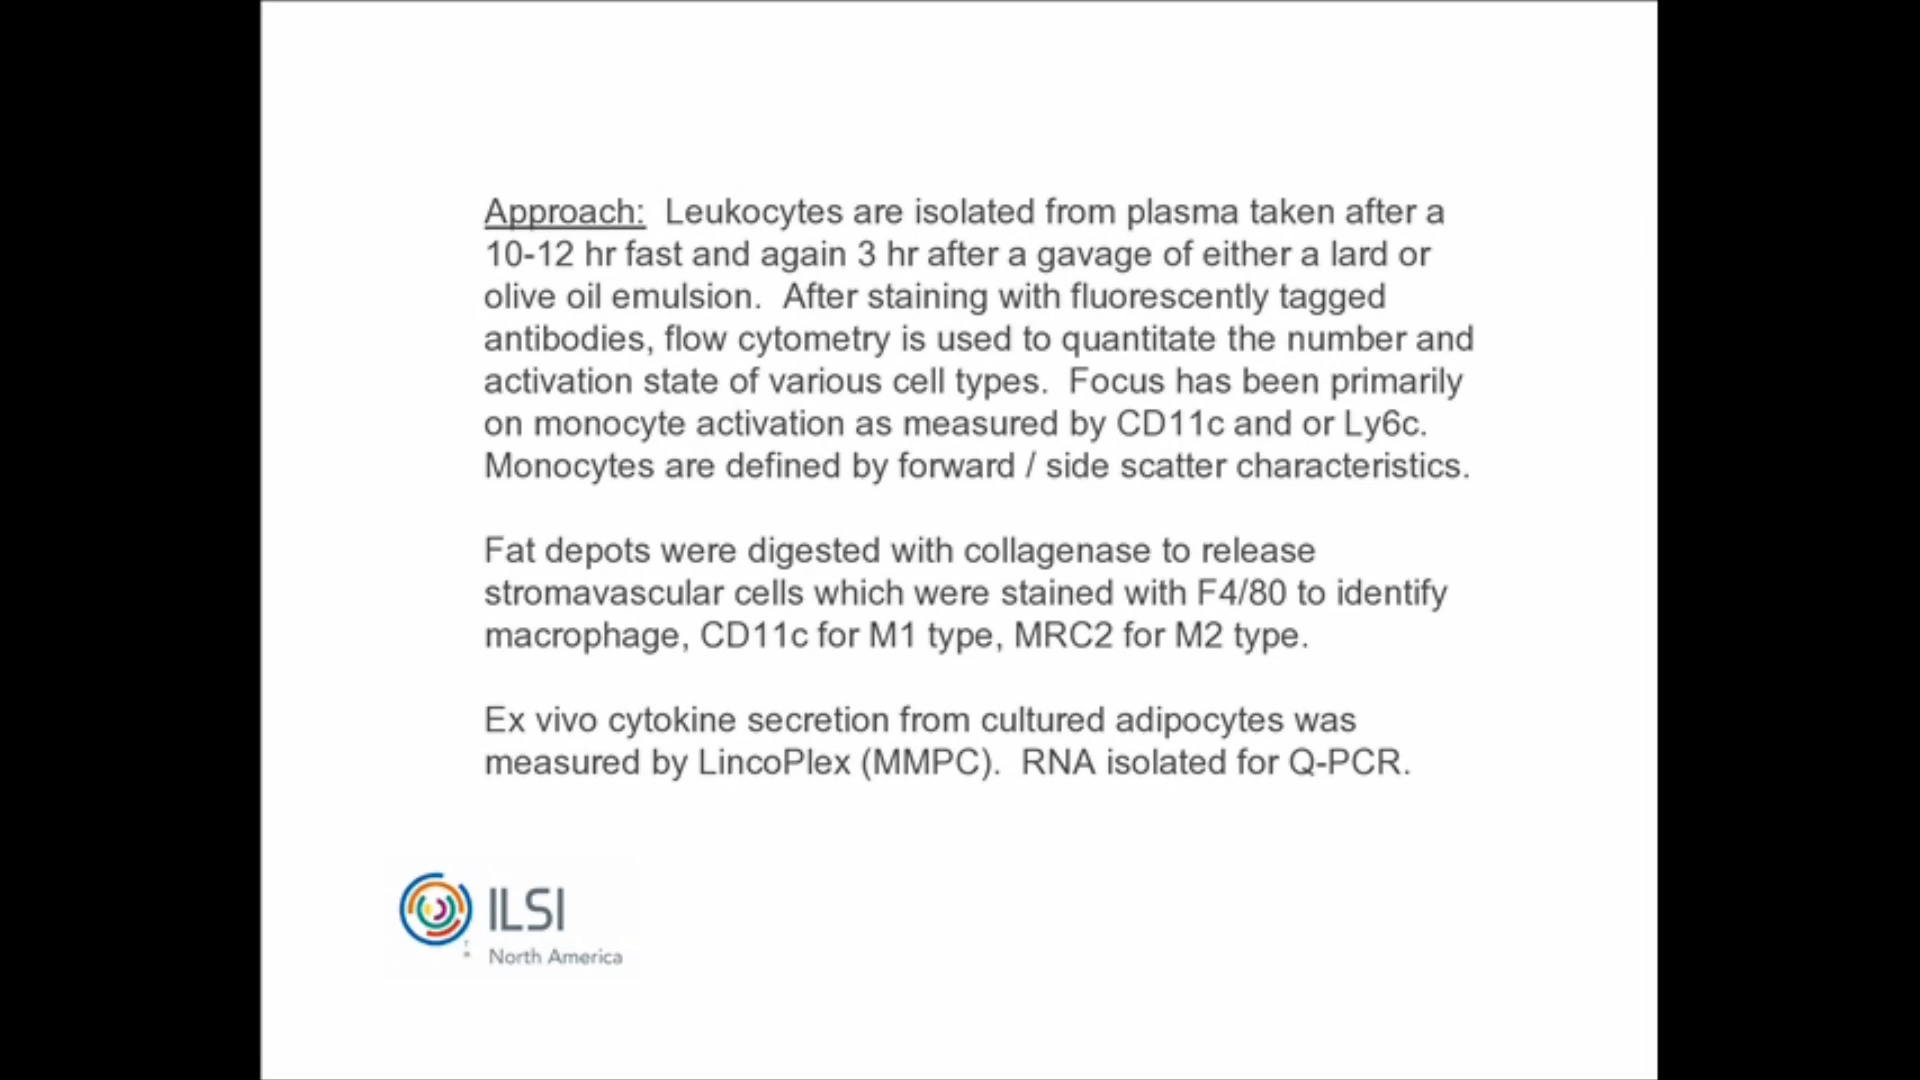 Approach:  Leukocytes are isolated from plasma taken after a
10-12 hr fast and again 3 hr after a gavage of either a lard or
olive oil emulsion.  After staining with fluorescently tagged
antibodies, flow cytometry is used to quantitate the number and
activation state of various cell types.  Focus has been primarily
on monocyte activation as measured by CD11c and or Ly6c.
Monocytes are defined by forward / side scatter characteristics.
Fat depots were digested with collagenase to release
stromavascular cells which were stained with F4/80 to identify
macrophage, CD11c for M1 type, MRC2 for M2 type.
Ex vivo cytokine secretion from cultured adipocytes was
measured by LincoPlex (MMPC).  RNA isolated for Q-PCR.
ILSI
North America